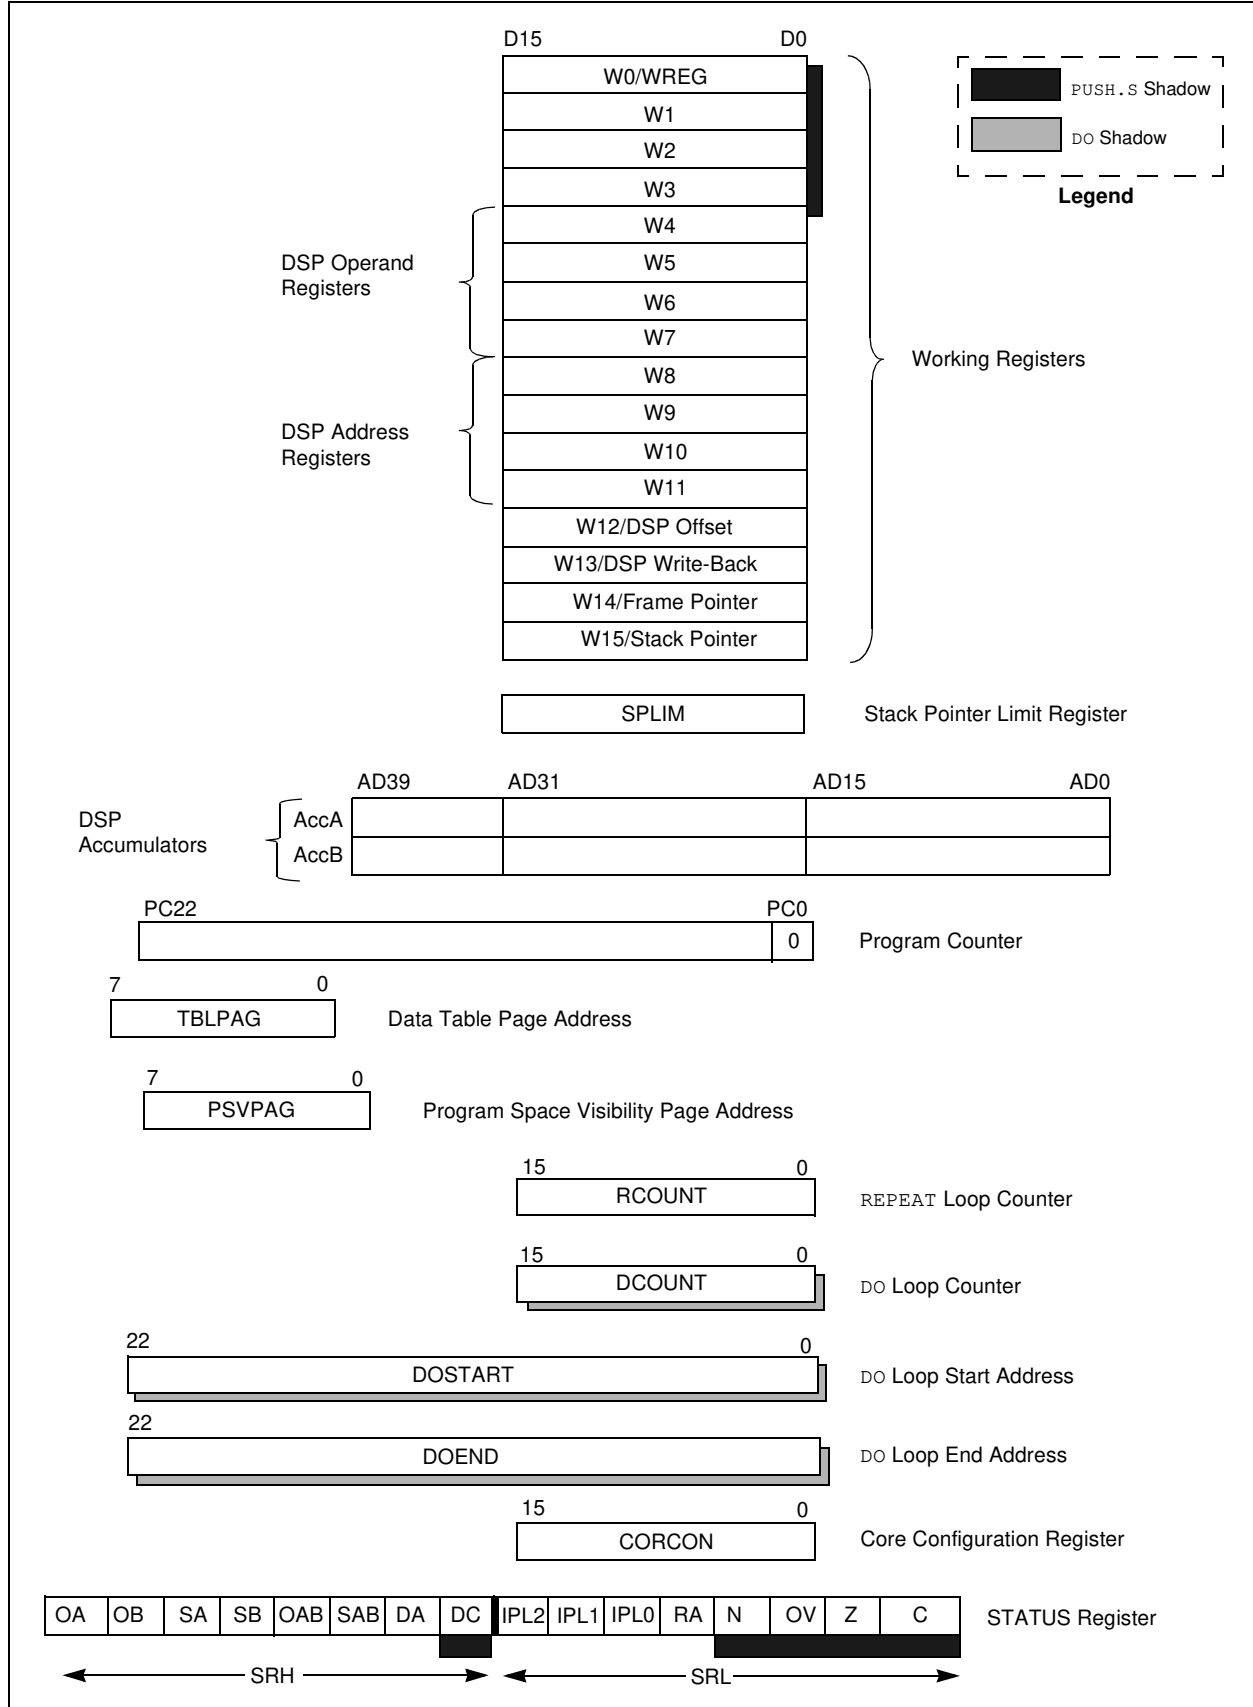 D15 D0
W0/WREG
W1
W2
W3
W4
W5
W6
W7
W8
W9
W10
W11
W12/DSP Offset
W13/DSP Write-Back
W14/Frame Pointer
W15/Stack Pointer
PUSH.S Shadow
DO Shadow
Legend
DSP Operand
Registers
DSP Address
Registers
Working Registers
SPLIM Stack Pointer Limit Register
AD39 AD31 AD15 AD0
DSP
Accumulators
AccA
AccB
PC22 PC0
0 Program Counter
7 0
TBLPAG Data Table Page Address
7 0
PSVPAG Program Space Visibility Page Address
15 0
RCOUNT REPEAT Loop Counter
15 0
DCOUNT DO Loop Counter
22 0
DOSTART DO Loop Start Address
22
DOEND DO Loop End Address
15 0
CORCON Core Configuration Register
OA OB SA SB OAB SAB DA DC IPL2 IPL1 IPL0 RA N OV Z C STATUS Register
SRH SRL